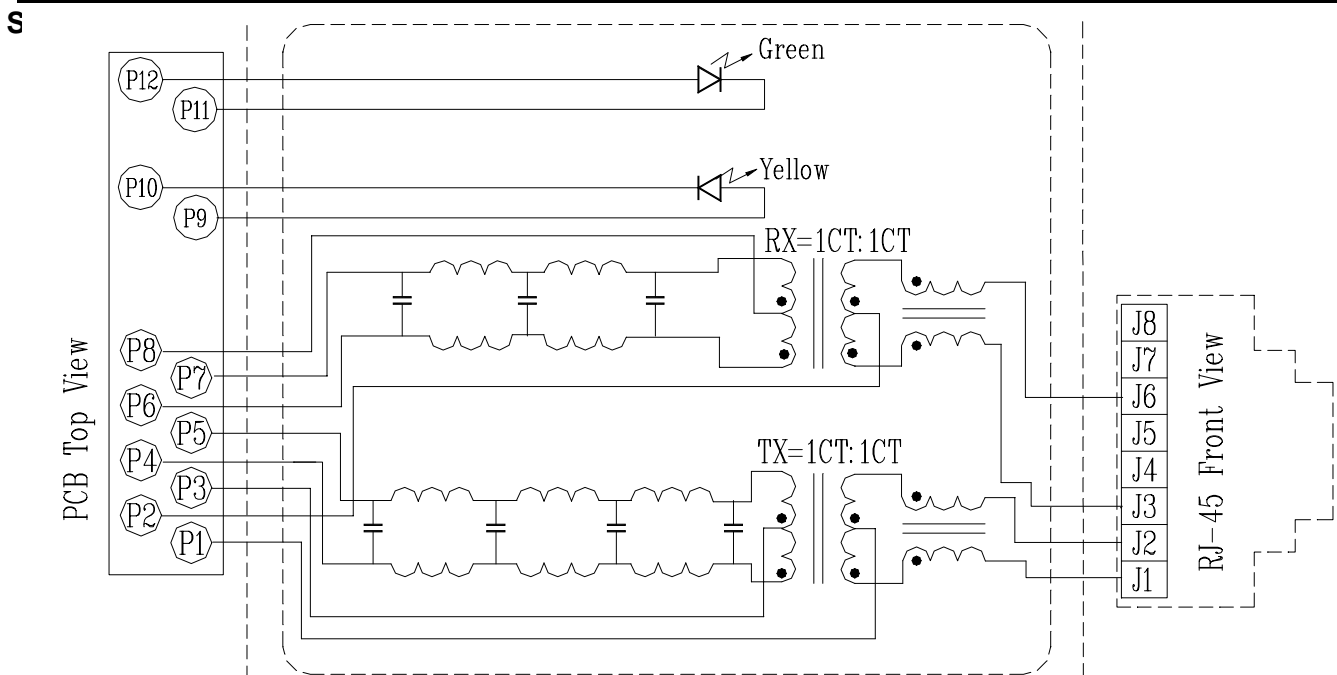 S
Green
P12
P11
Yellow
P10
P9
RX=1CT:1CT
P8
P7
P6
P5
P4
P3
P2
P1
PCB Top View
TX=1CT:1CT
J8
J7
J6
J5
J4
J3
J2
J1
RJ-45 Front View